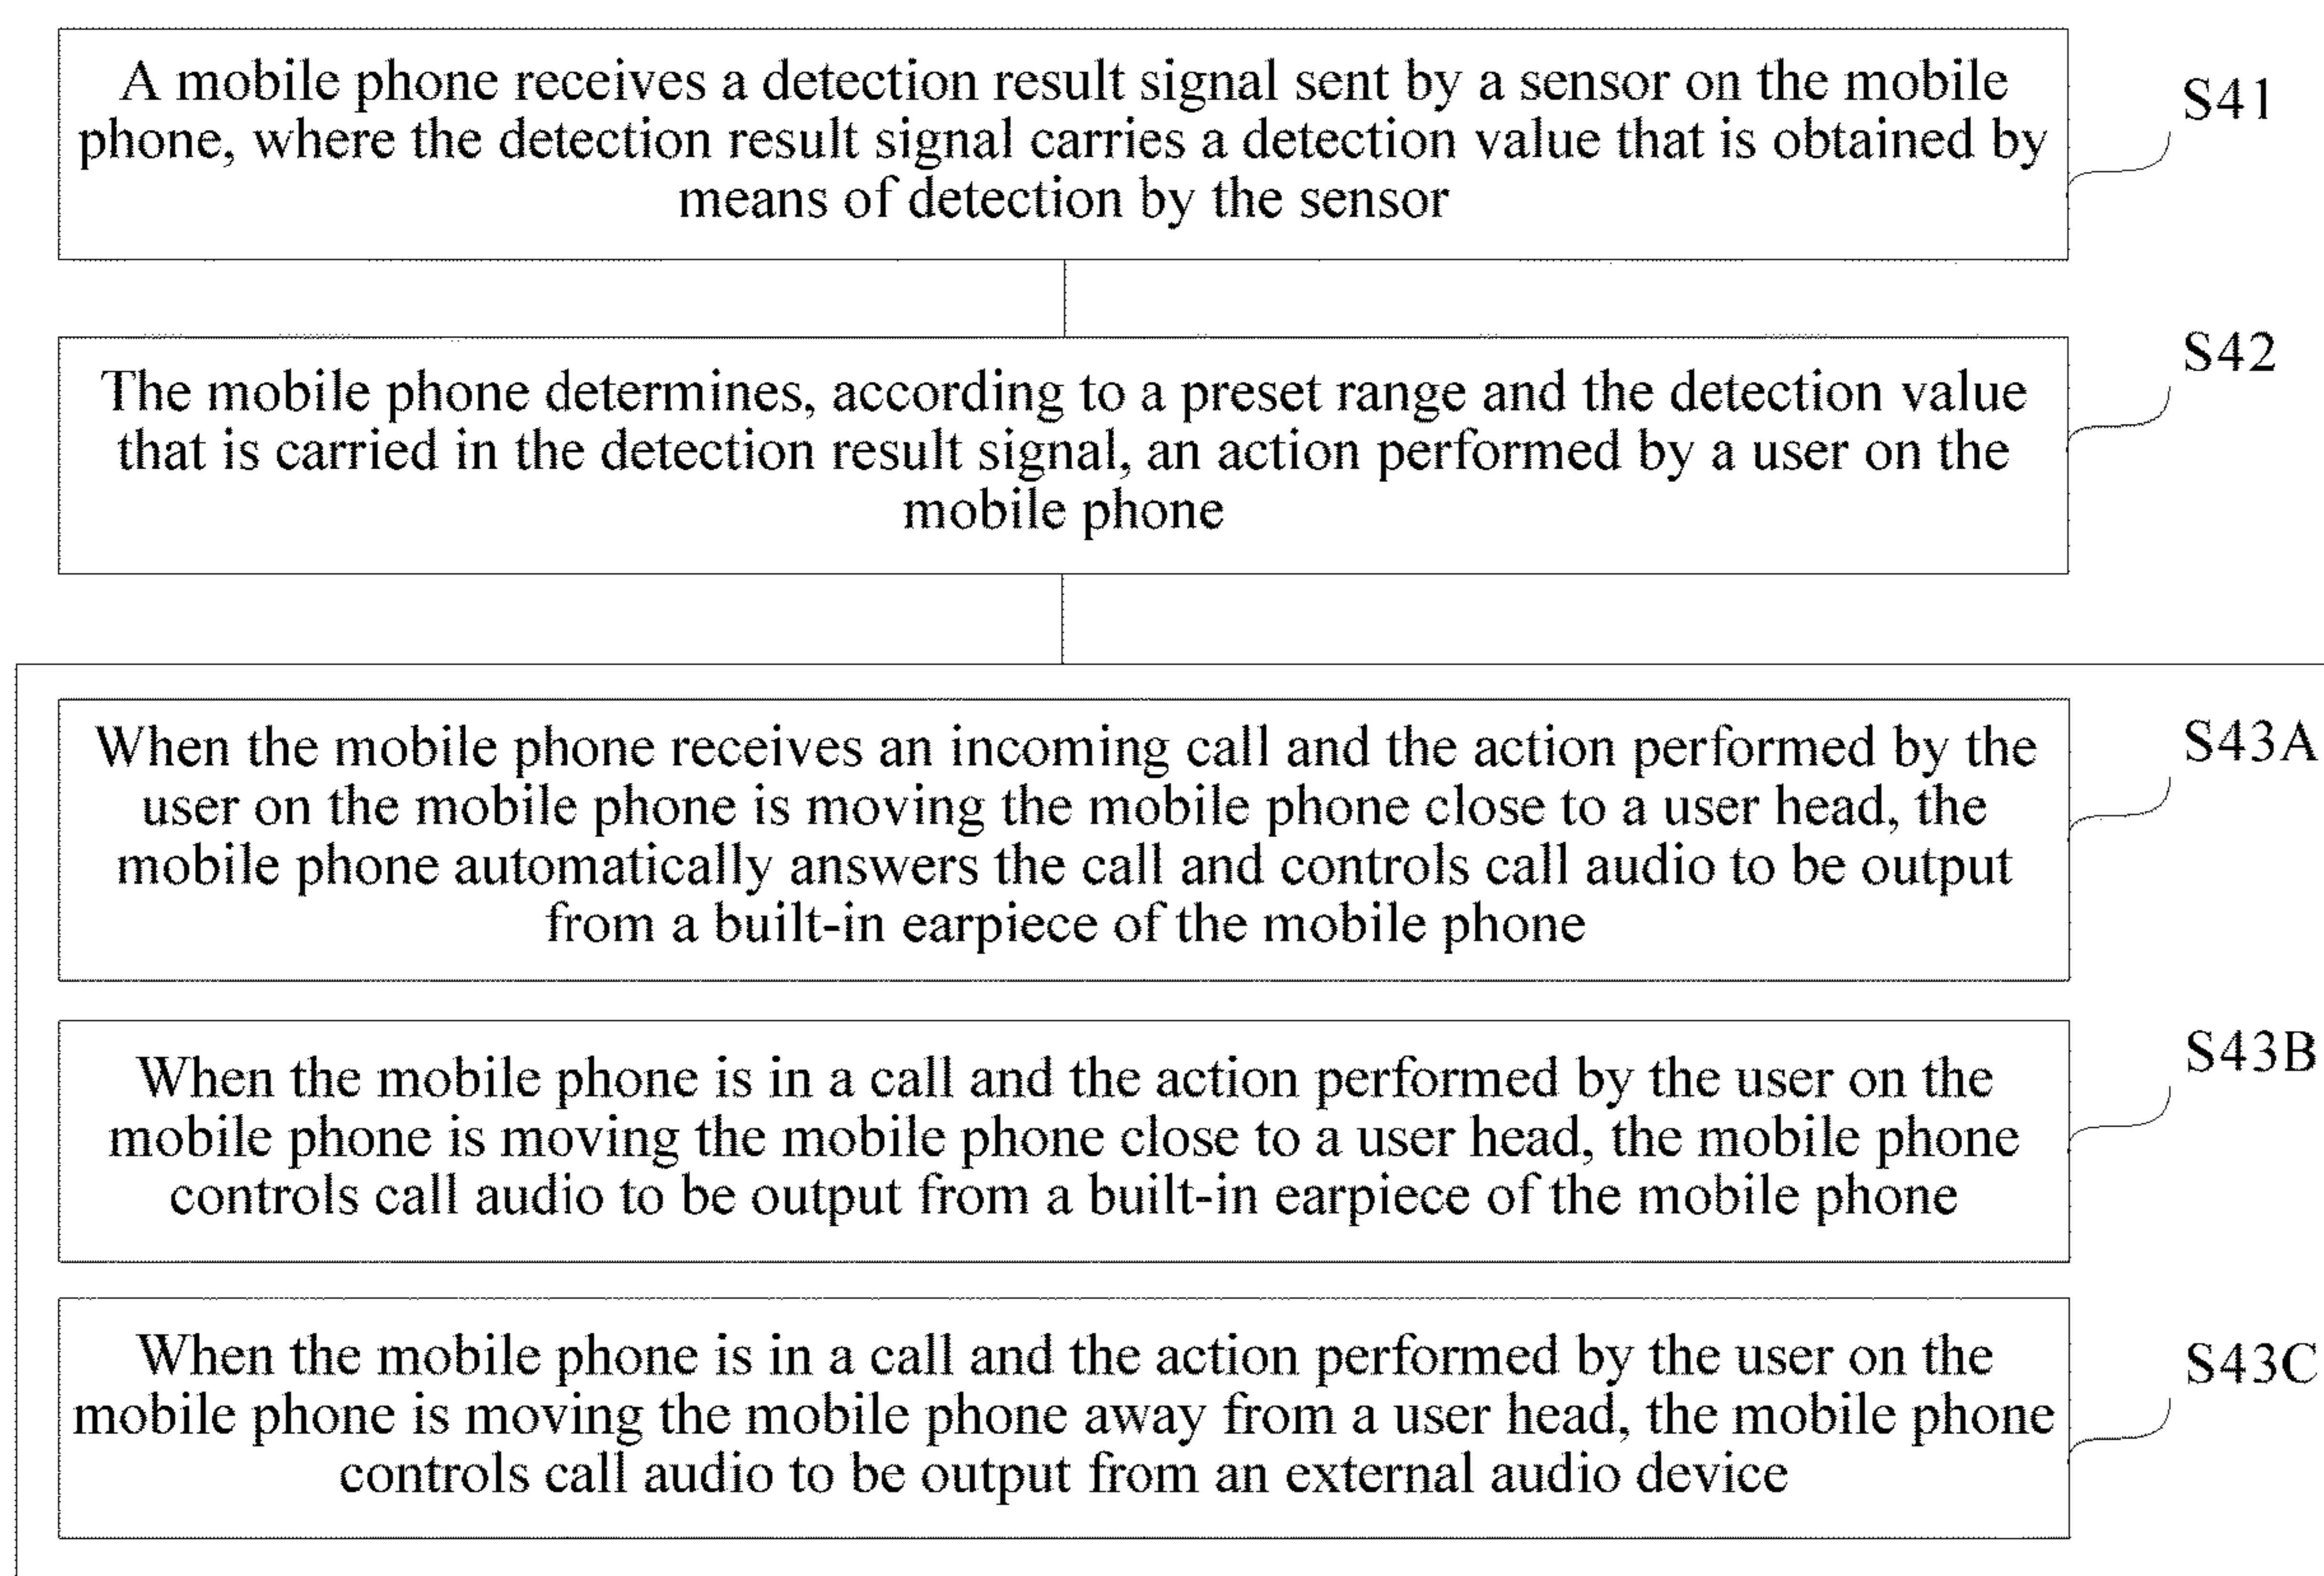 A mobile phone receives a detection result signal sent by a sensor on the mobile
phone, where the detection result signal carries a detection value that is obtained by
means of detection by the sensor
S41
The mobile phone determines, according to a preset range and the detection value
that is carried in the detection result signal, an action performed by a user on the
mobile phone
S42
When the mobile phone receives an incoming call and the action performed by the
user on the mobile phone is moving the mobile phone close to a user head, the
mobile phone automatically answers the call and controls call audio to be output
from a built-in earpiece of the mobile phone
S43A
When the mobile phone is in a call and the action performed by the user on the
mobile phone is moving the mobile phone close to a user head, the mobile phone
controls call audio to be output from a built-in earpiece of the mobile phone
S43B
When the mobile phone is in a call and the action performed by the user on the
mobile phone is moving the mobile phone away from a user head, the mobile phone
controls call audio to be output from an external audio device
S43C